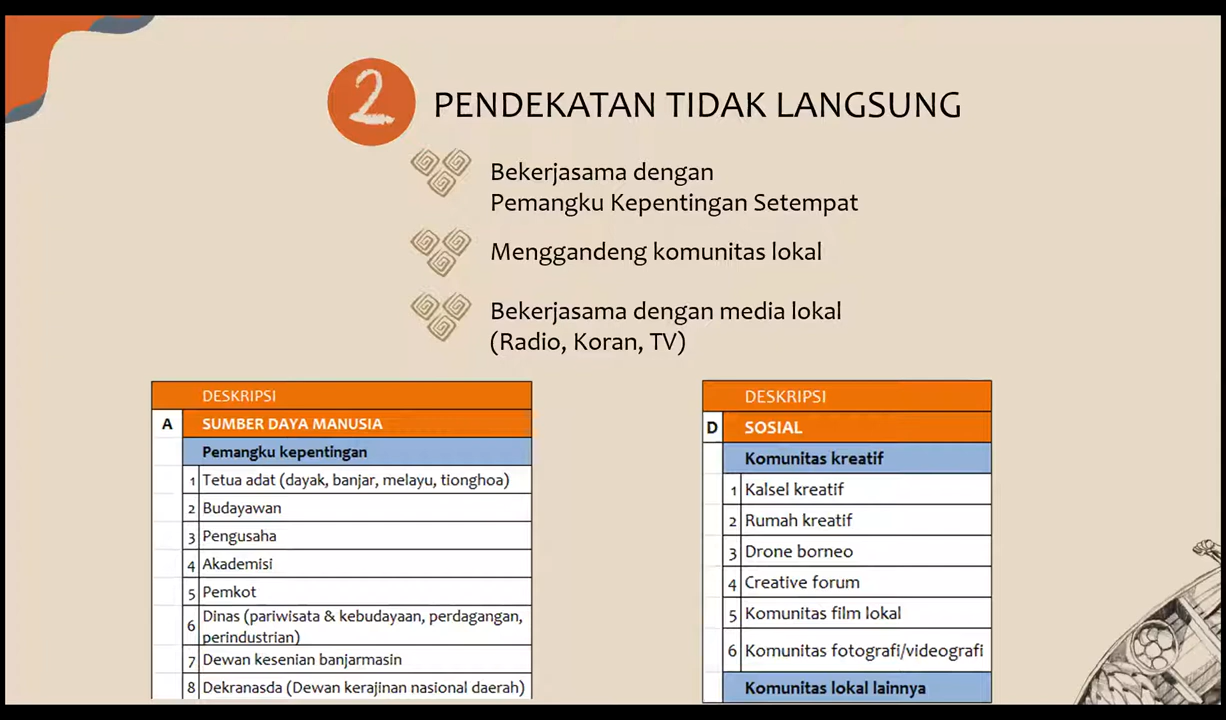 2
PENDEKATAN TIDAK LANGSUNG
Bekerjasama dengan
Pemangku Kepentingan Setempat
Menggandeng komunitas lokal
Bekerjasama dengan media lokal
(Radio, Koran, TV)
DESKRIPSI
A SUMBER DAYA MANUSIA
Pemangku kepentingan
1 Tetua adat (dayak, banjar, melayu, tionghoa)
2 Budayawan
3 Pengusaha
4 Akademisi
5 Pemkot
6 Dinas (pariwisata & kebudayaan, perdagangan,
perindustrian)
7 Dewan kesenian banjarmasin
8 Dekranasda (Dewan kerajinan nasional daerah)
DESKRIPSI
D SOSIAL
Komunitas kreatif
1 Kalsel kreatif
2 Rumah kreatif
3 Drone borneo
4 Creative forum
5 Komunitas film lokal
6 Komunitas fotografi/videografi
Komunitas lokal lainnya